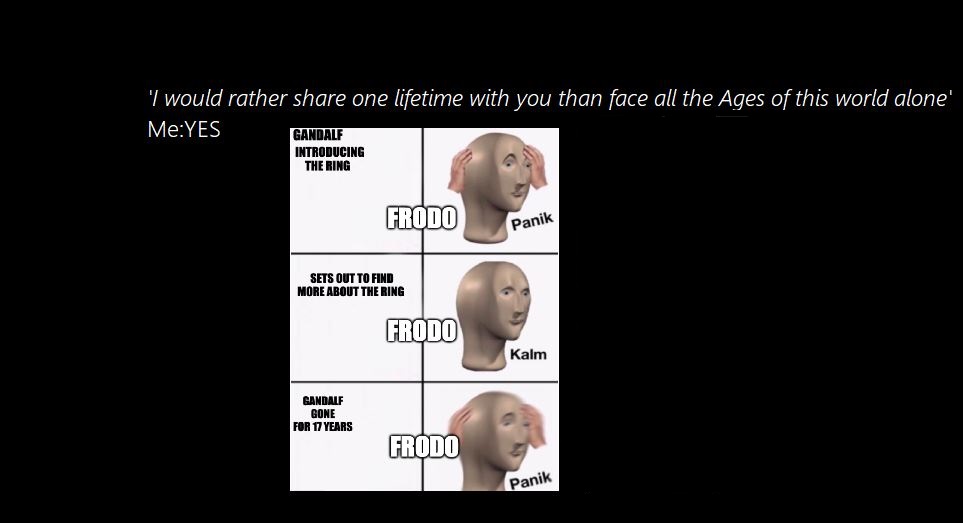 'I would rather share one lifetime with you than face all the Ages of this world alone'
Me:YES
GANDALF
INTRODUCING
THE RING
FRODO
Panik
SETS OUT TO FIND
MORE ABOUT THE RING
FRODO
Kalm
GANDALF
GONE
FOR 17 YEARS
FRODO
Panik